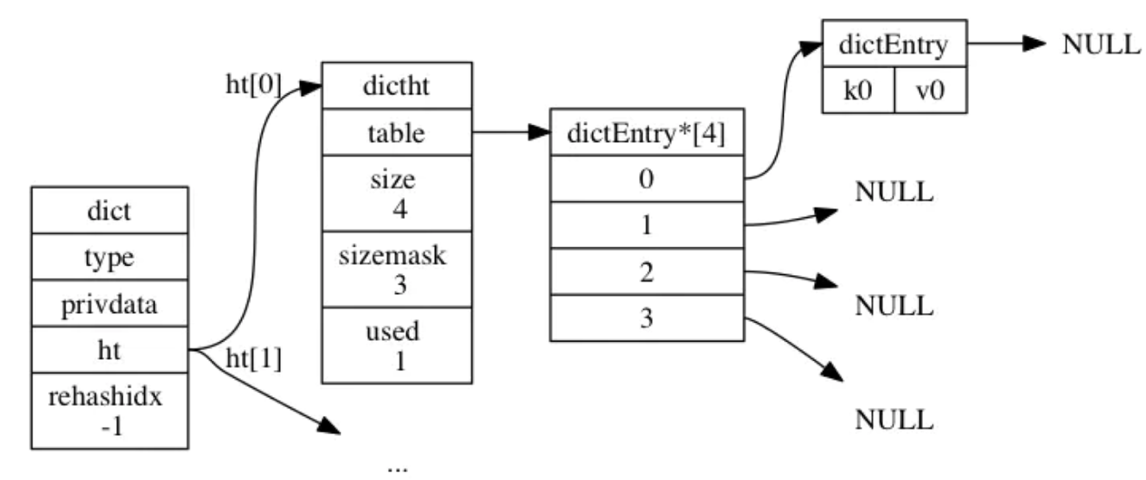 dict
type
privdata
ht
rehashidx
-1
ht[0]
ht[1]
dictht
table
size
4
sizemask
3
used
1
...
dictEntry*[4]
0
1
2
3
dictEntry
k0 v0
NULL
NULL
NULL
NULL